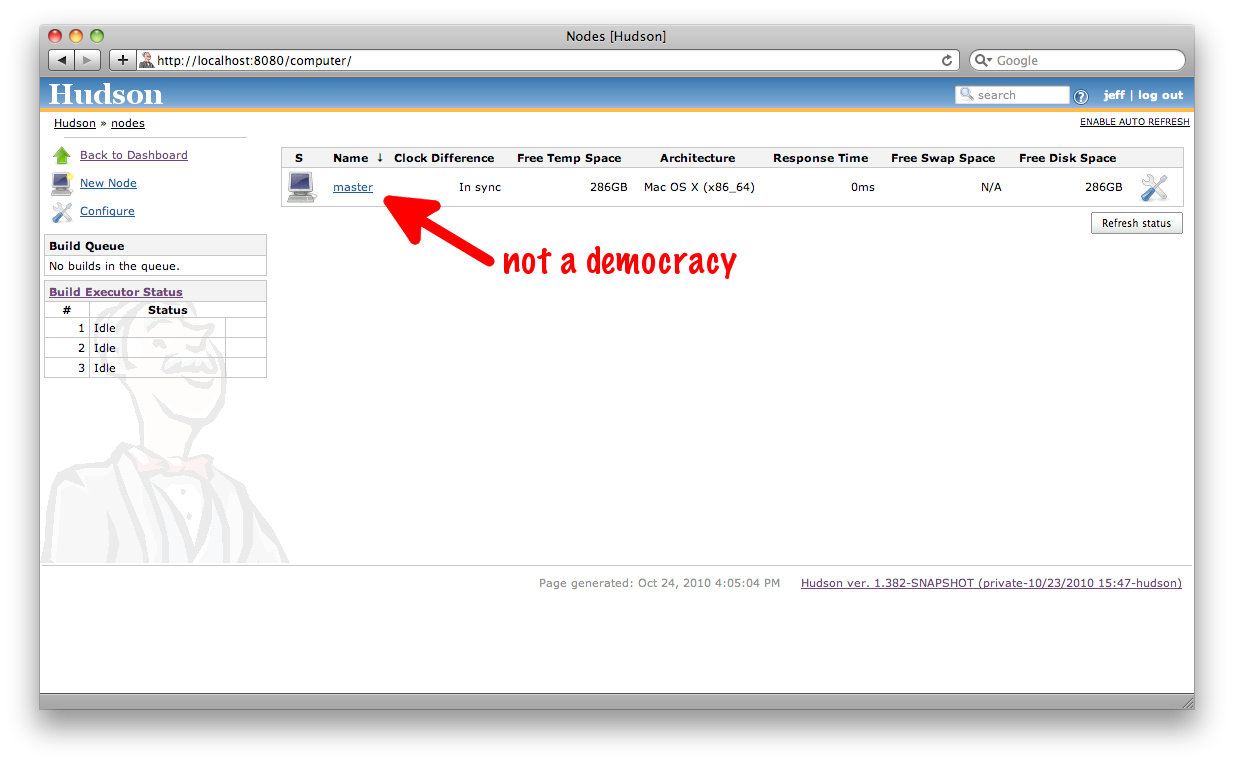 Nodes [Hudson]
http://localhost:8080/computer/
Google
Hudson
search
jeff | log out
Hudson » nodes
ENABLE AUTO REFRESH
Back to Dashboard
New Node
Configure
Build Queue
No builds in the queue.
Build Executor Status
# Status
1 Idle
2 Idle
3 Idle
S Name ↓ Clock Difference Free Temp Space Architecture Response Time Free Swap Space Free Disk Space
master In sync 286GB Mac OS X (x86_64) 0ms N/A 286GB
Refresh status
not a democracy
Page generated: Oct 24, 2010 4:05:04 PM Hudson ver. 1.382-SNAPSHOT (private-10/23/2010 15:47-hudson)